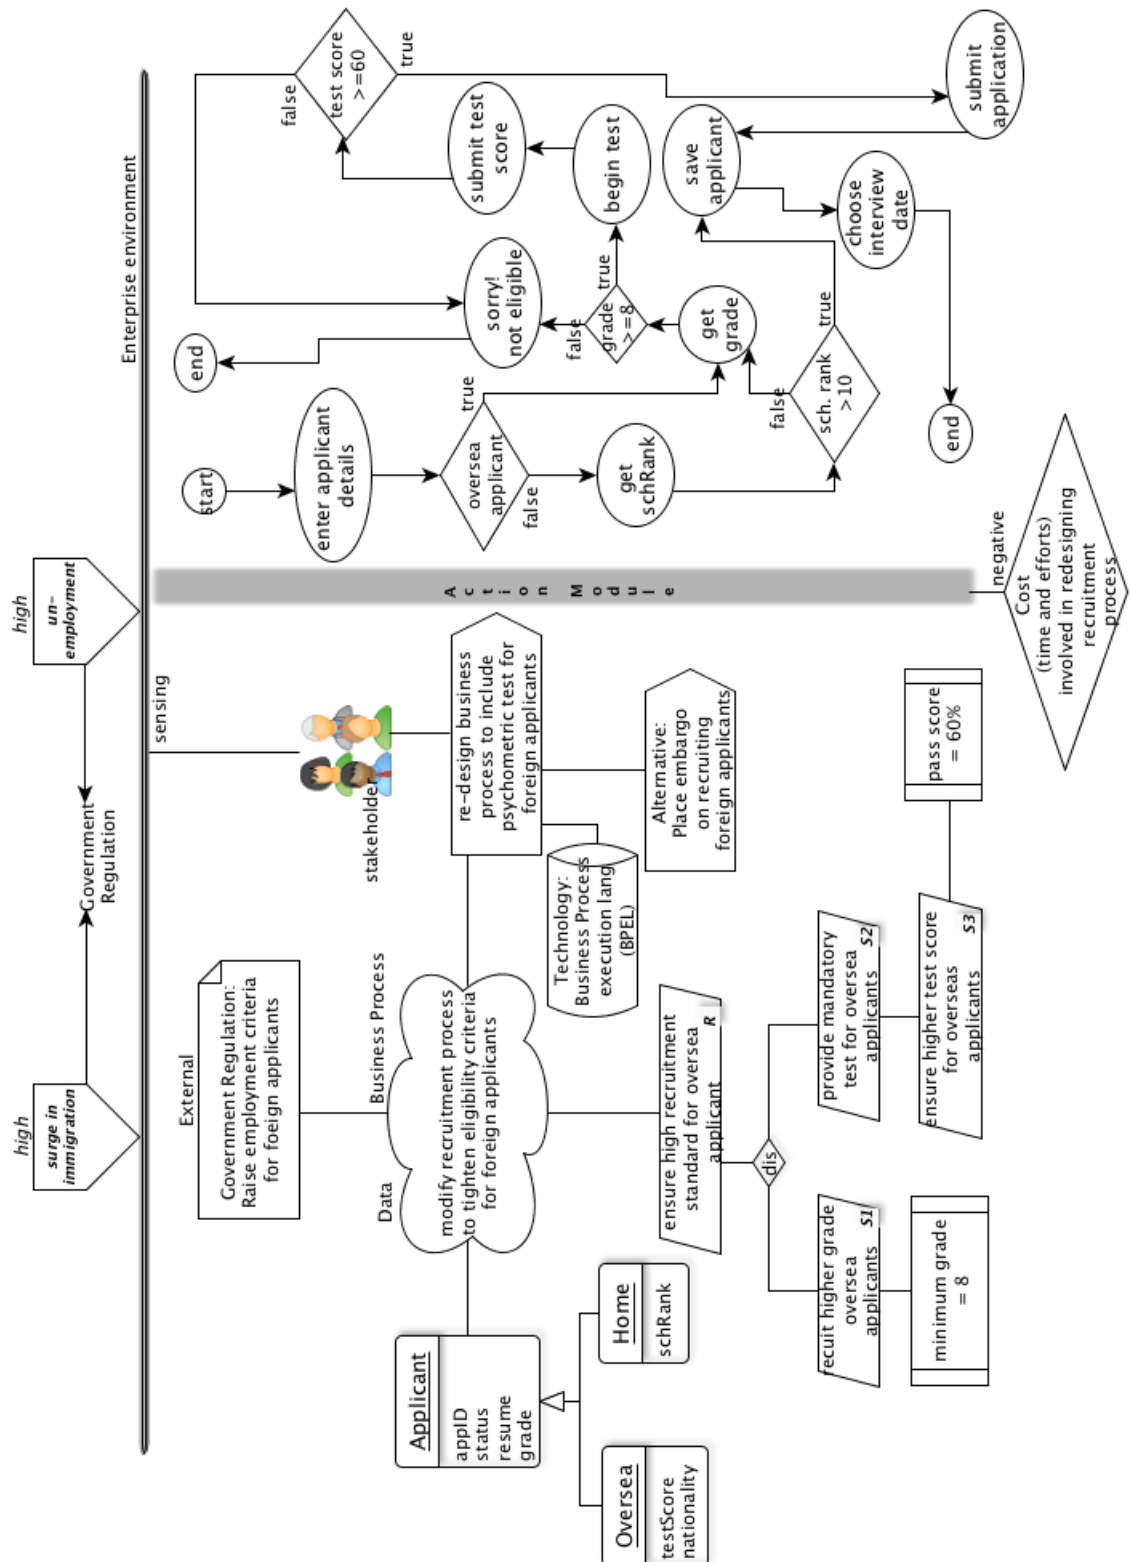 high
surge in
immigration
Government
Regulation
high
un-
employment
Enterprise environment
sensing
External
Government Regulation:
Raise employment criteria
for foeign applicants
Data
Business Process
modify recruitment process
to tighten eligibility criteria
for foreign applicants
stakeholder
Applicant
appID
status
resume
grade
Oversea
testScore
nationality
Home
schRank
re-design business
process to include
psychometric test for
foreign applicants
Technology:
Business Process
execution lang
(BPEL)
Alternative:
Place embargo
on recruiting
foreign applicants
ensure high recruitment
standard for oversea
applicant
R
dis
recuit higher grade
oversea
applicants
S1
minimum grade
= 8
provide mandatory
test for oversea
applicants
S2
ensure higher test score
for overseas
applicants
S3
pass score
= 60%
Action Module
negative
Cost
(time and efforts)
involved in redesigning
recruitment
process
start
enter applicant
details
oversea
applicant
true
false
get
schRank
sch. rank
>10
false
true
get
grade
grade
>=8
false
true
sorry!
not eligible
end
begin test
submit test
score
test score
>=60
false
true
submit
application
save
applicant
choose
interview
date
end